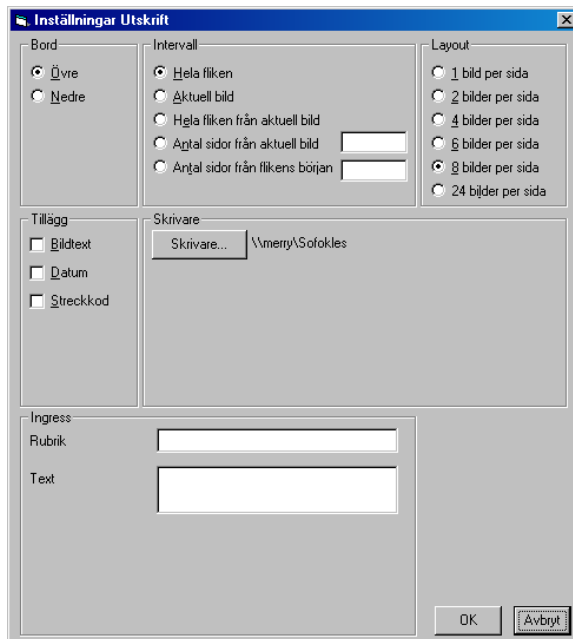 Inställningar Utskrift
Bord
Övre
Nedre
Intervall
Hela fliken
Aktuell bild
Hela fliken från aktuell bild
Antal sidor från aktuell bild
Antal sidor från flikens början
Layout
1 bild per sida
2 bilder per sida
4 bilder per sida
6 bilder per sida
8 bilder per sida
24 bilder per sida
Tillägg
Bildtext
Datum
Streckkod
Skrivare
Skrivare... \\merry\Sofokles
Ingress
Rubrik
Text
OK Avbryt